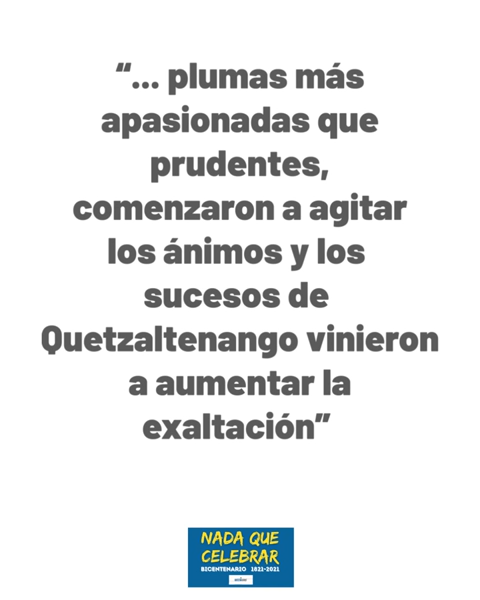 “... plumas más
apasionadas que
prudentes,
comenzaron a agitar
los ánimos y los
sucesos de
Quetzaltenango vinieron
a aumentar la
exaltación”
NADA QUE
CELEBRAR
BICENTENARIO 1821-2021